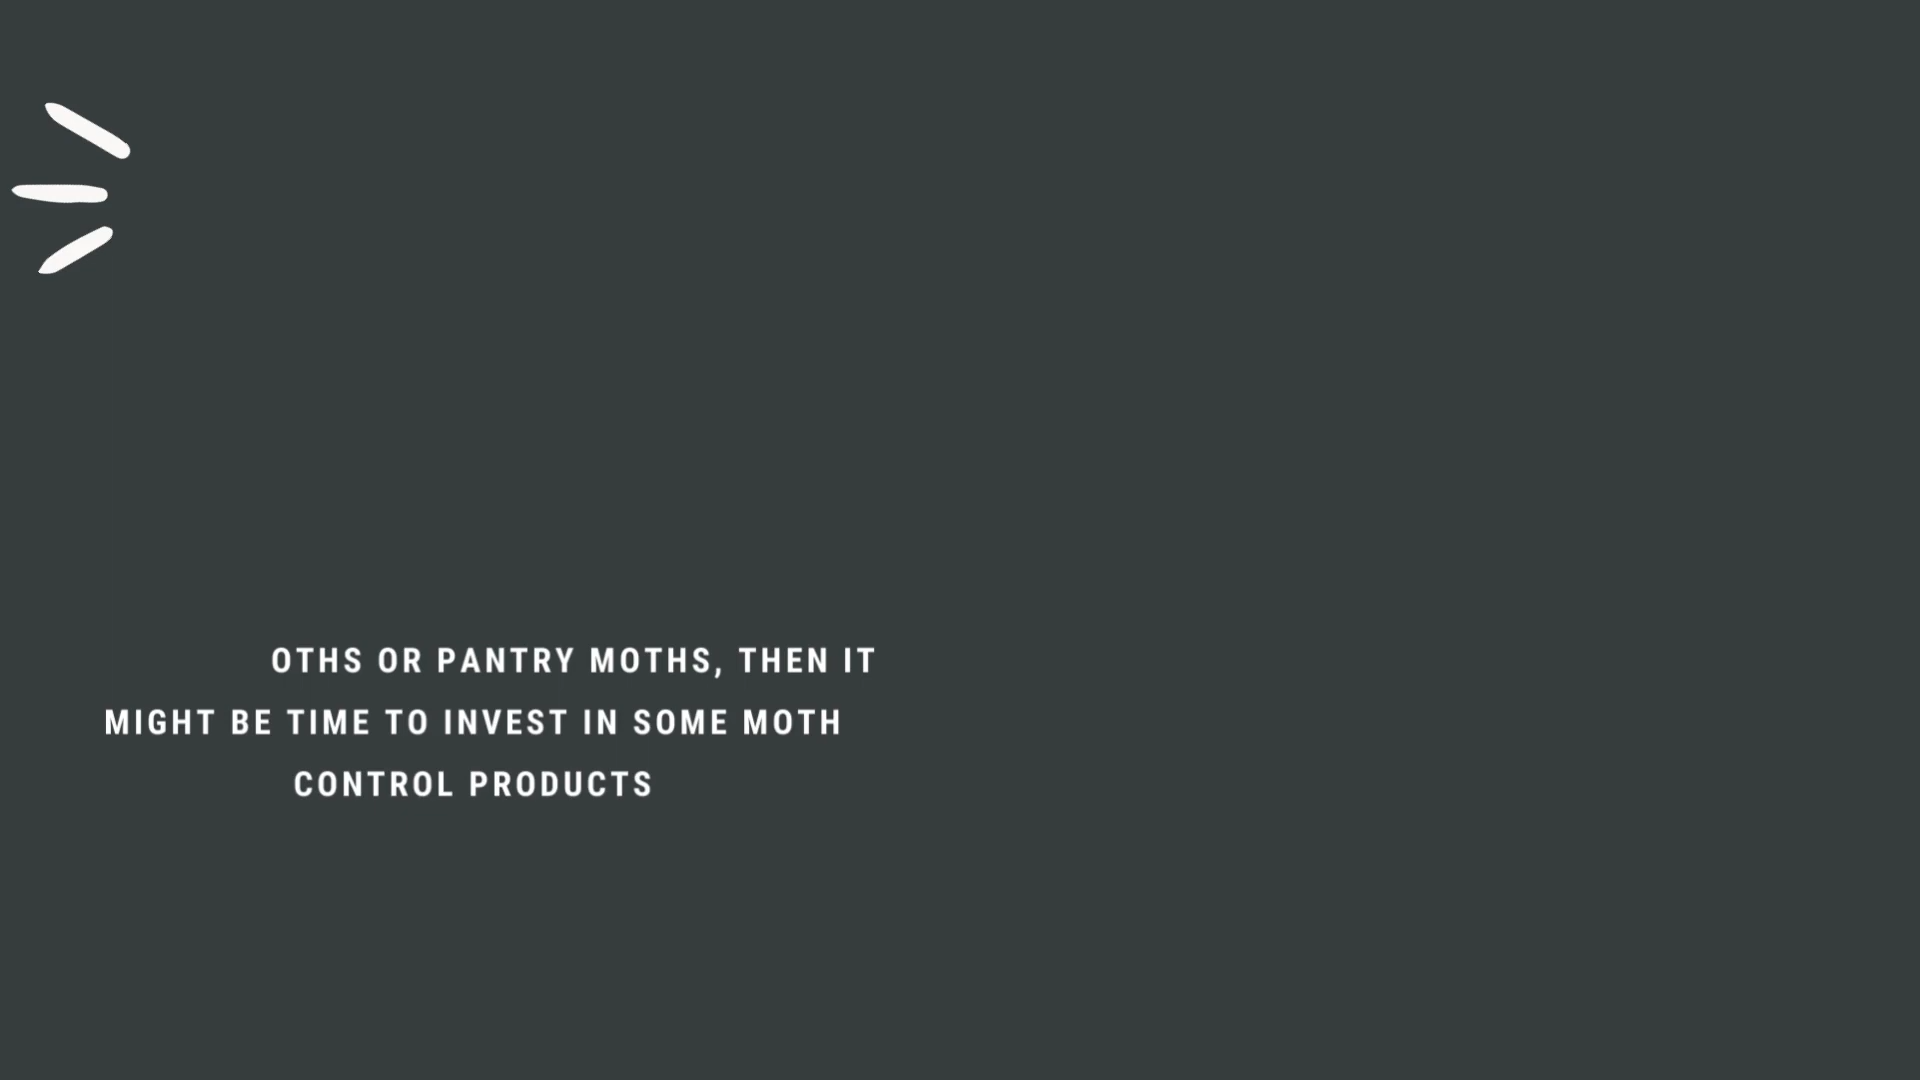 OTHS OR PANTRY MOTHS, THEN IT
MIGHT BE TIME TO INVEST IN SOME MOTH
CONTROL PRODUCTS